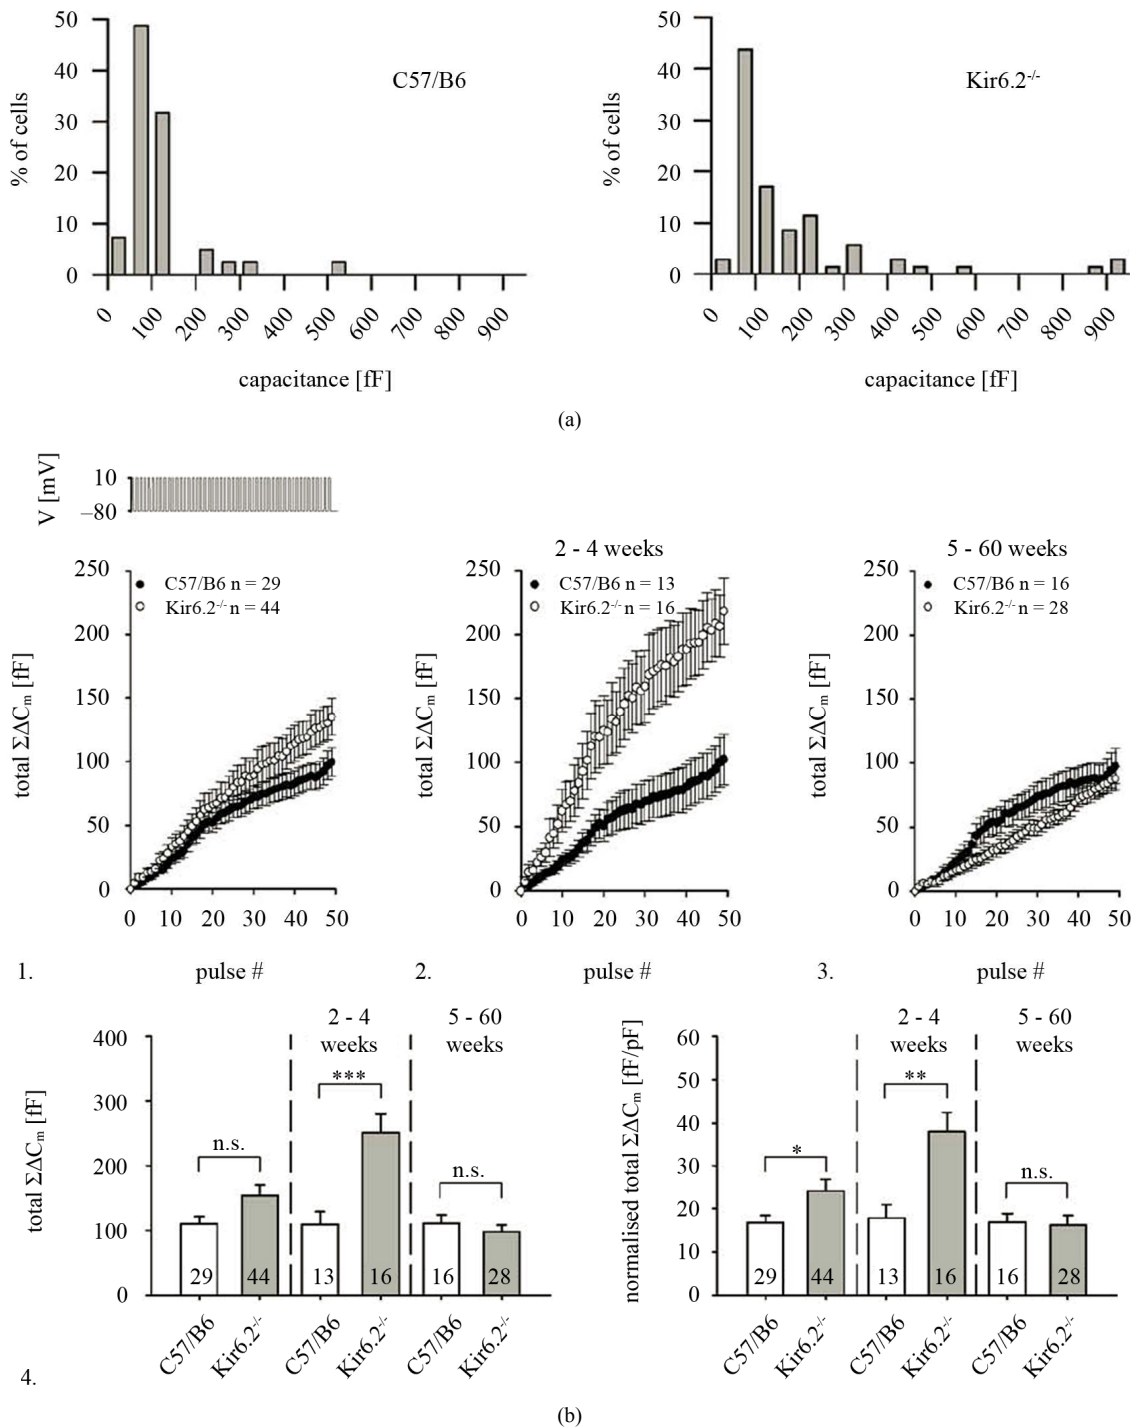 50
40
30
20
10
0
% of cells
C57/B6
0 100 200 300 400 500 600 700 800 900
capacitance [fF]
50
40
30
20
10
0
% of cells
Kir6.2-/-
0 100 200 300 400 500 600 700 800 900
capacitance [fF]
(a)
V [mV]
10
–80
250
200
150
100
50
0
total ΣΔCm [fF]
C57/B6 n = 29
Kir6.2-/- n = 44
0 10 20 30 40 50
1.
pulse #
2 - 4 weeks
250
200
150
100
50
0
total ΣΔCm [fF]
C57/B6 n = 13
Kir6.2-/- n = 16
0 10 20 30 40 50
2.
pulse #
5 - 60 weeks
250
200
150
100
50
0
total ΣΔCm [fF]
C57/B6 n = 16
Kir6.2-/- n = 28
0 10 20 30 40 50
3.
pulse #
400
300
200
100
0
total ΣΔCm [fF]
2 - 4
weeks
5 - 60
weeks
n.s.
***
n.s.
29 44 13 16 16 28
C57/B6 Kir6.2-/- C57/B6 Kir6.2-/- C57/B6 Kir6.2-/-
60
50
40
30
20
10
0
normalised total ΣΔCm [fF/pF]
2 - 4
weeks
5 - 60
weeks
*
**
n.s.
29 44 13 16 16 28
C57/B6 Kir6.2-/- C57/B6 Kir6.2-/- C57/B6 Kir6.2-/-
4.
(b)